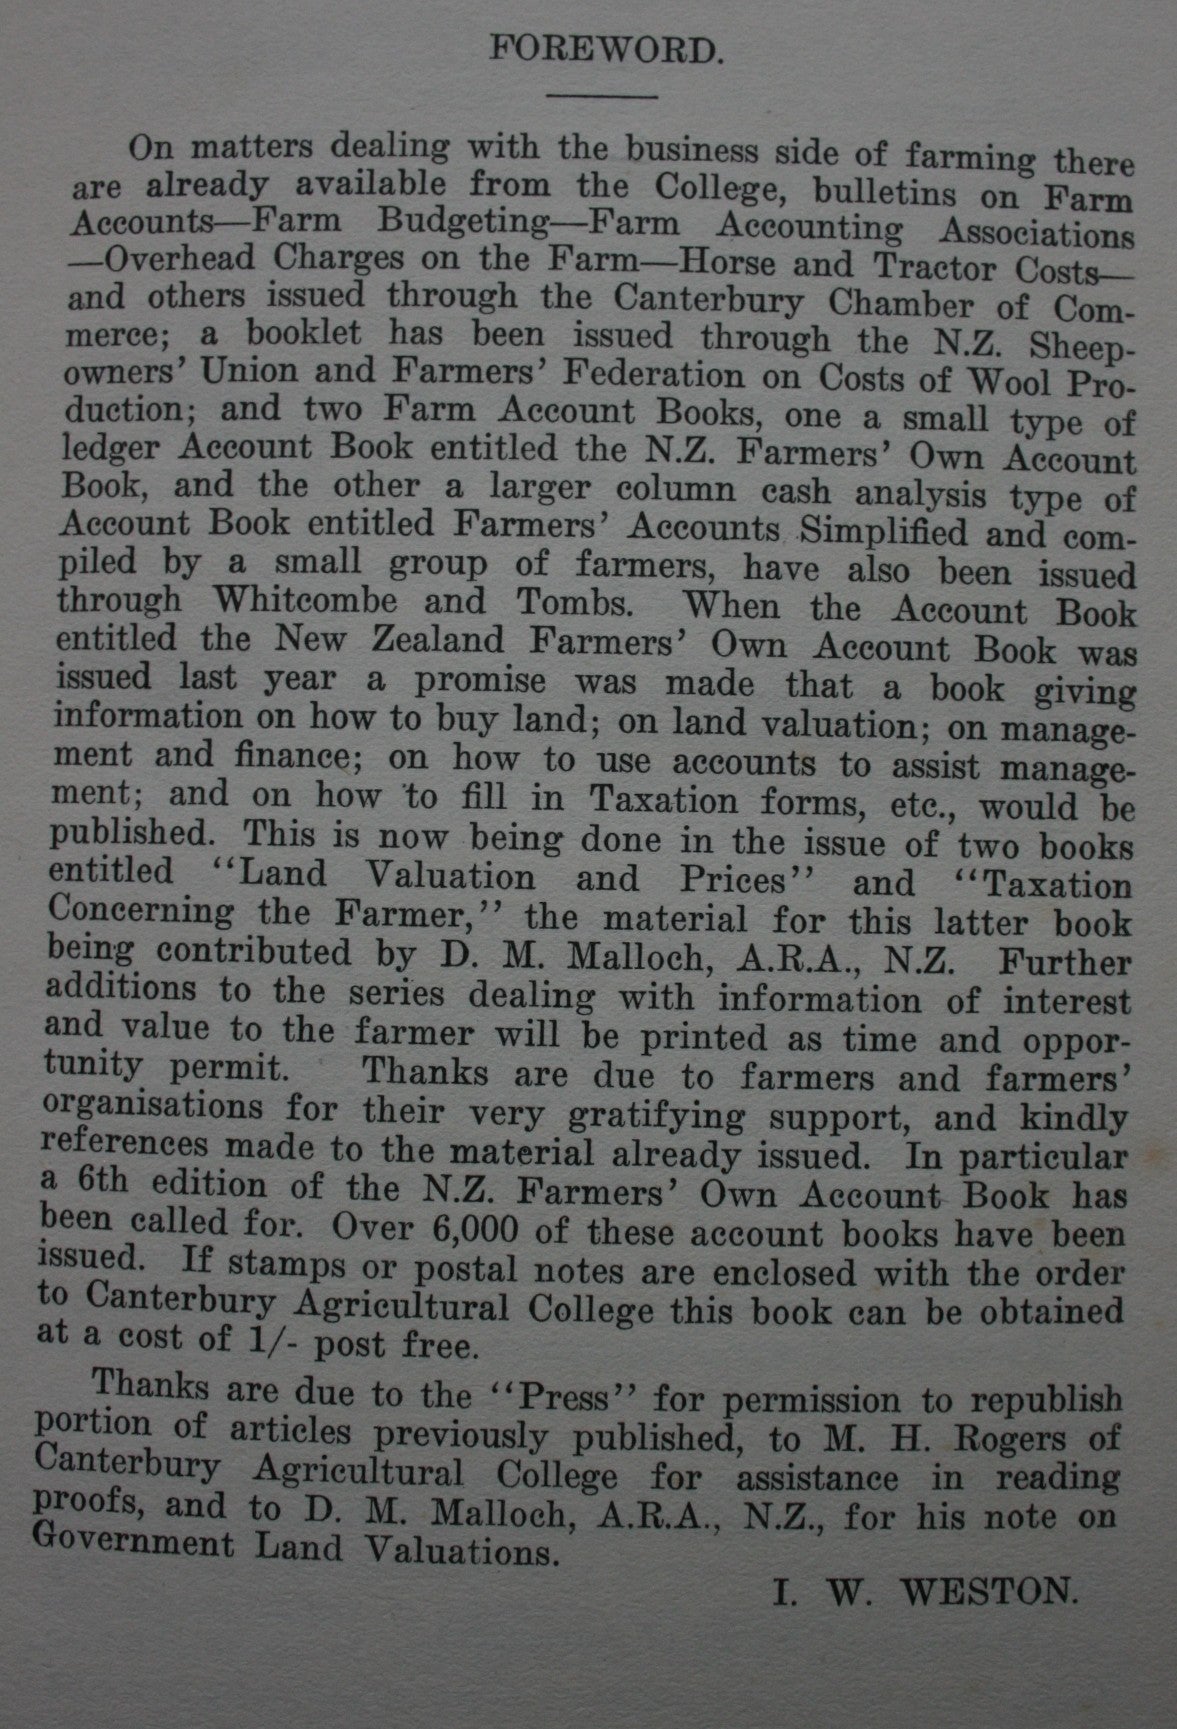 FOREWORD.
On matters dealing with the business side of farming there
are already available from the College, bulletins on Farm
Accounts—Farm Budgeting—Farm Accounting Associations
—Overhead Charges on the Farm—Horse and Tractor Costs—
and others issued through the Canterbury Chamber of Com-
merce; a booklet has been issued through the N.Z. Sheep-
owners' Union and Farmers' Federation on Costs of Wool Pro-
duction; and two Farm Account Books, one a small type of
ledger Account Book entitled the N.Z. Farmers' Own Account
Book, and the other a larger column cash analysis type of
Account Book entitled Farmers' Accounts Simplified and com-
piled by a small group of farmers, have also been issued
through Whitcombe and Tombs. When the Account Book
entitled the New Zealand Farmers' Own Account Book was
issued last year a promise was made that a book giving
information on how to buy land; on land valuation; on manage-
ment and finance; on how to use accounts to assist manage-
ment; and on how to fill in Taxation forms, etc., would be
published. This is now being done in the issue of two books
entitled "Land Valuation and Prices" and "Taxation
Concerning the Farmer," the material for this latter book
being contributed by D. M. Malloch, A.R.A., N.Z. Further
additions to the series dealing with information of interest
and value to the farmer will be printed as time and oppor-
tunity permit. Thanks are due to farmers and farmers'
organisations for their very gratifying support, and kindly
references made to the material already issued. In particular
a 6th edition of the N.Z. Farmers' Own Account Book has
been called for. Over 6,000 of these account books have been
issued. If stamps or postal notes are enclosed with the order
to Canterbury Agricultural College this book can be obtained
at a cost of 1/- post free.
Thanks are due to the "Press" for permission to republish
portion of articles previously published, to M. H. Rogers of
Canterbury Agricultural College for assistance in reading
proofs, and to D. M. Malloch, A.R.A., N.Z., for his note on
Government Land Valuations.
I. W. WESTON.